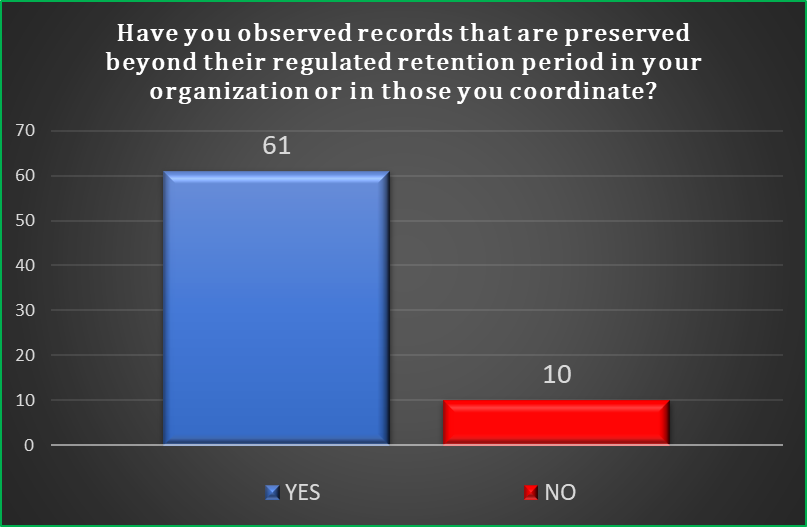 Have you observed records that are preserved
beyond their regulated retention period in your
organization or in those you coordinate?
70
60
50
40
30
20
10
0
61
10
YES
NO